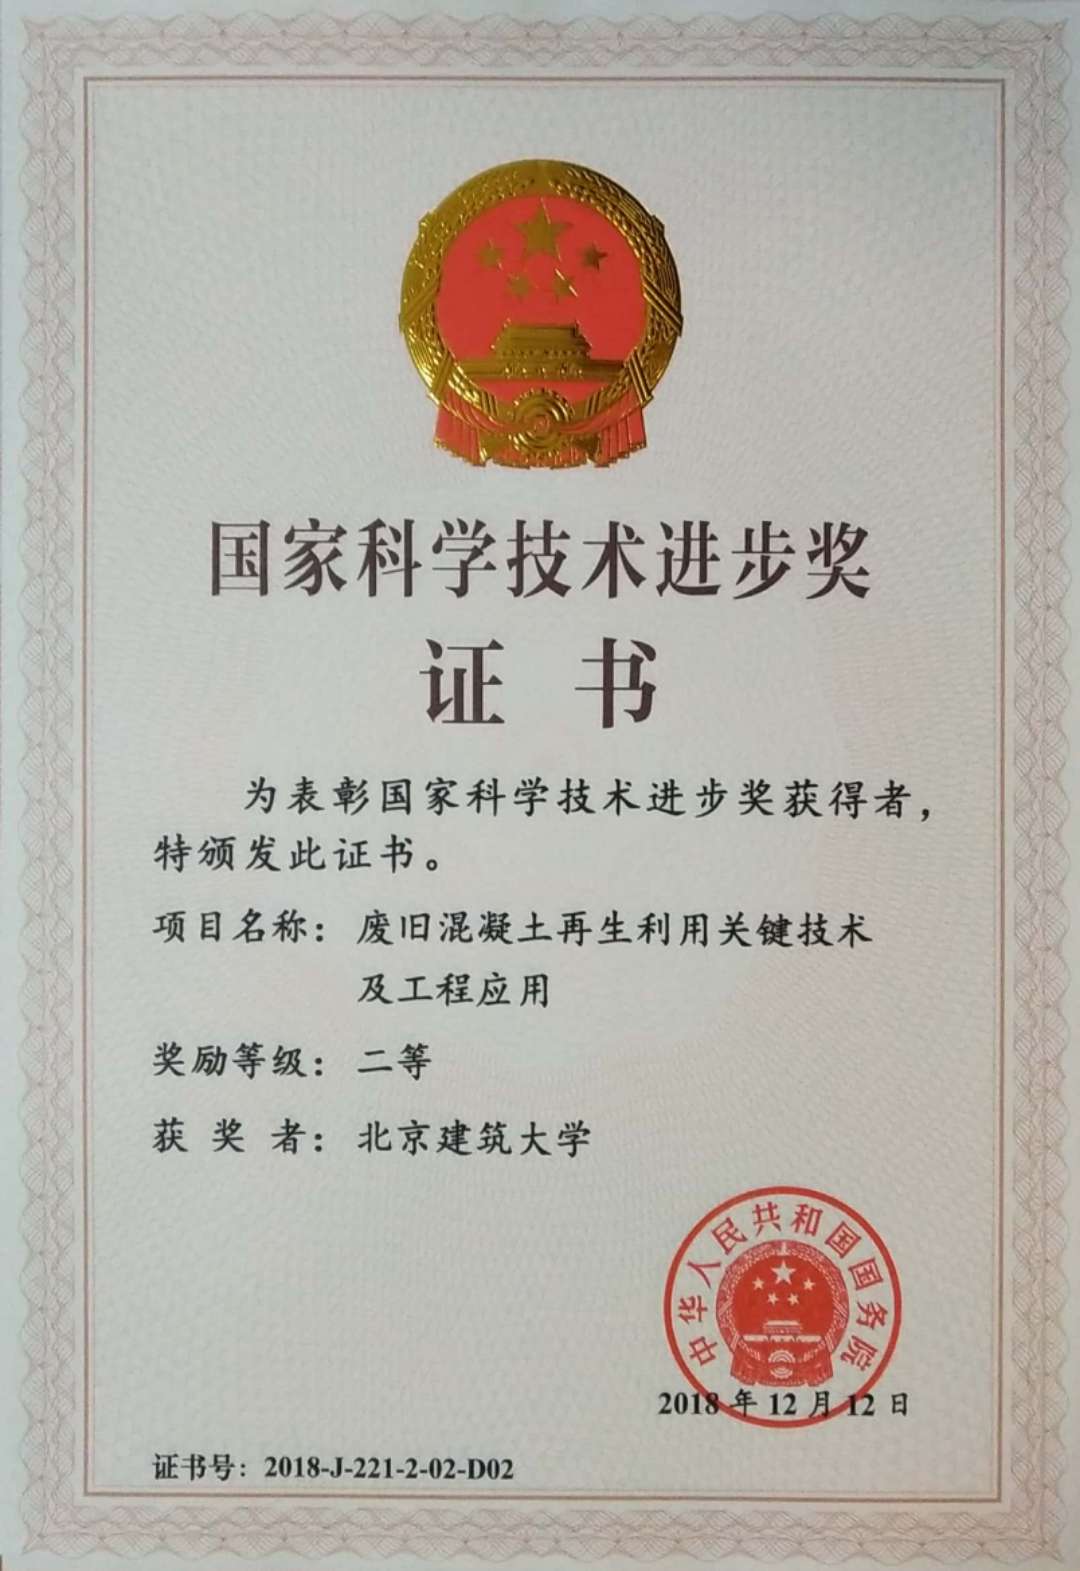 国家科学技术进步奖
证书
为表彰国家科学技术进步奖获得者，
特颁发此证书。
项目名称：废旧混凝土再生利用关键技术
及工程应用
奖励等级：二等
获奖者：北京建筑大学
中华人民共和国国务院
2018年12月12日
证书号：2018-J-221-2-02-D02